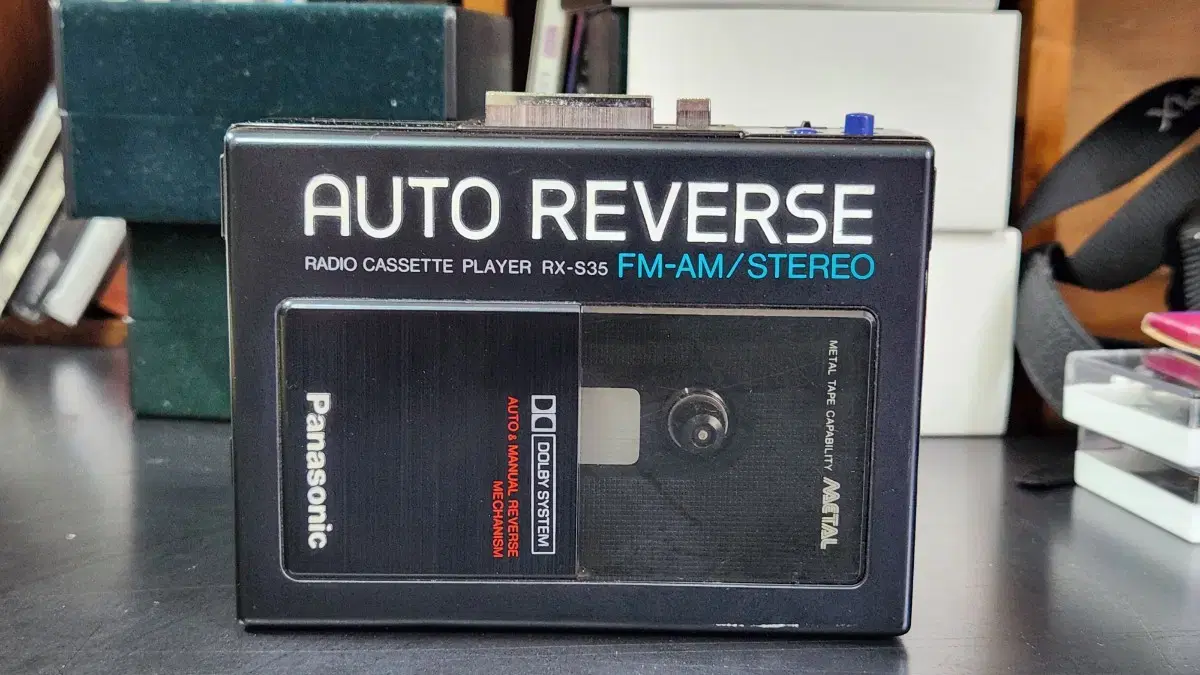 AUTO REVERSE
RADIO CASSETTE PLAYER RX-S35 FM-AM/STEREO
Panasonic
DOLBY SYSTEM
AUTO & MANUAL REVERSE
MECHANISM
METAL TAPE CAPABILITY METAL